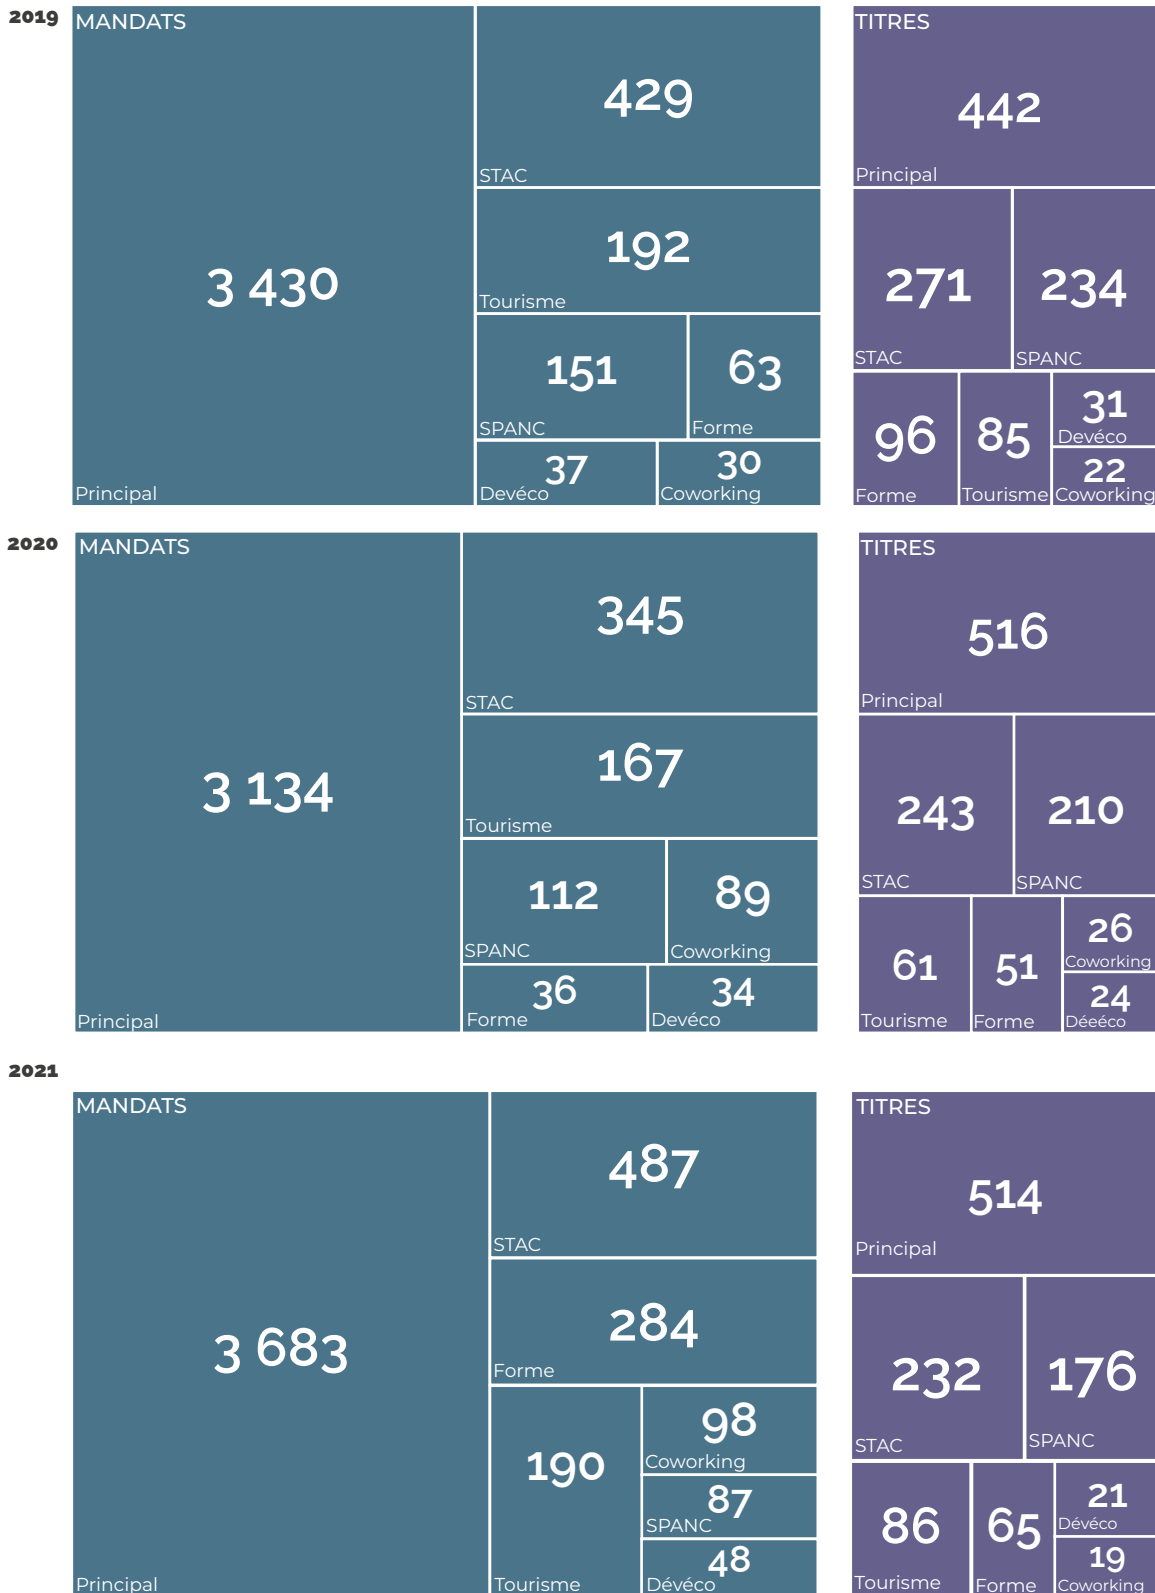 2019
MANDATS
3 430
Principal
429
STAC
192
Tourisme
151
SPANC
63
Forme
37
Devéco
30
Coworking
TITRES
442
Principal
271
STAC
234
SPANC
96
Forme
85
Tourisme
31
Devéco
22
Coworking
2020
MANDATS
3 134
Principal
345
STAC
167
Tourisme
112
SPANC
89
Coworking
36
Forme
34
Devéco
TITRES
516
Principal
243
STAC
210
SPANC
61
Tourisme
51
Forme
26
Coworking
24
Déeéco
2021
MANDATS
3 683
Principal
487
STAC
284
Forme
190
Tourisme
98
Coworking
87
SPANC
48
Dévéco
TITRES
514
Principal
232
STAC
176
SPANC
86
Tourisme
65
Forme
21
Dévéco
19
Coworking